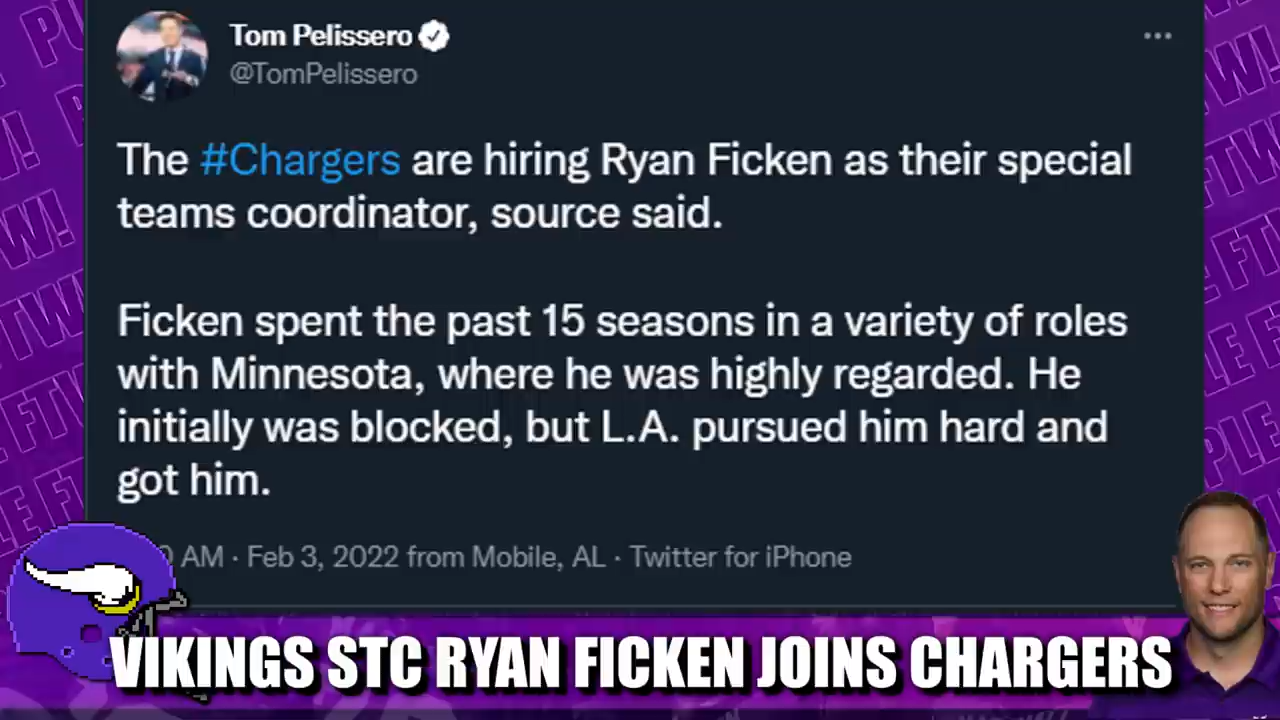 Tom Pelissero
@TomPelissero
The #Chargers are hiring Ryan Ficken as their special
teams coordinator, source said.
Ficken spent the past 15 seasons in a variety of roles
with Minnesota, where he was highly regarded. He
initially was blocked, but L.A. pursued him hard and
got him.
AM · Feb 3, 2022 from Mobile, AL · Twitter for iPhone
VIKINGS STC RYAN FICKEN JOINS CHARGERS